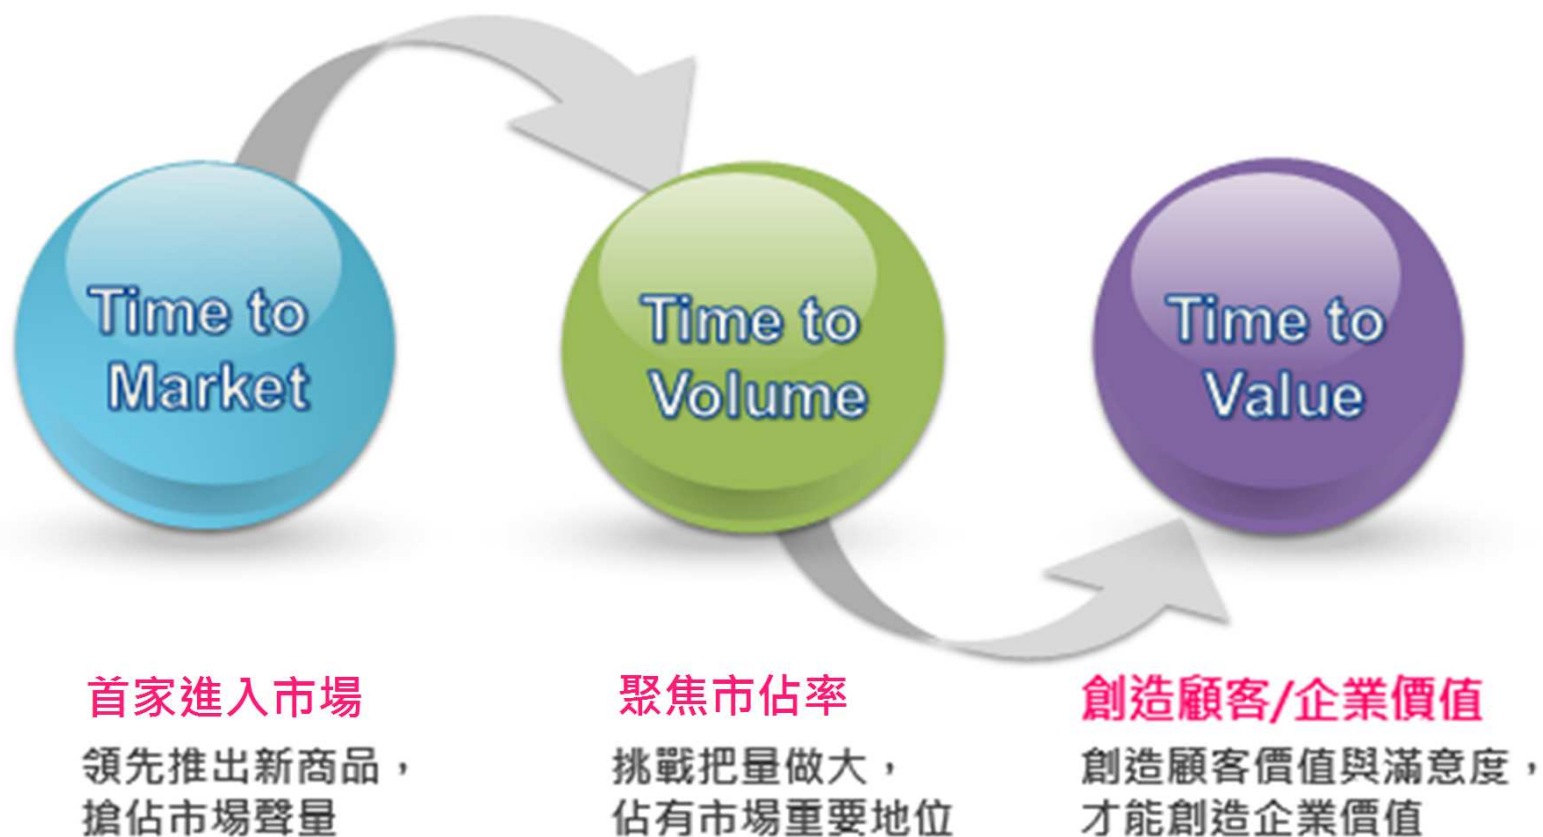 Time to
Market
Time to
Volume
Time to
Value
首家進入市場
領先推出新商品，
搶佔市場聲量
聚焦市佔率
挑戰把量做大，
佔有市場重要地位
創造顧客/企業價值
創造顧客價值與滿意度，
才能創造企業價值